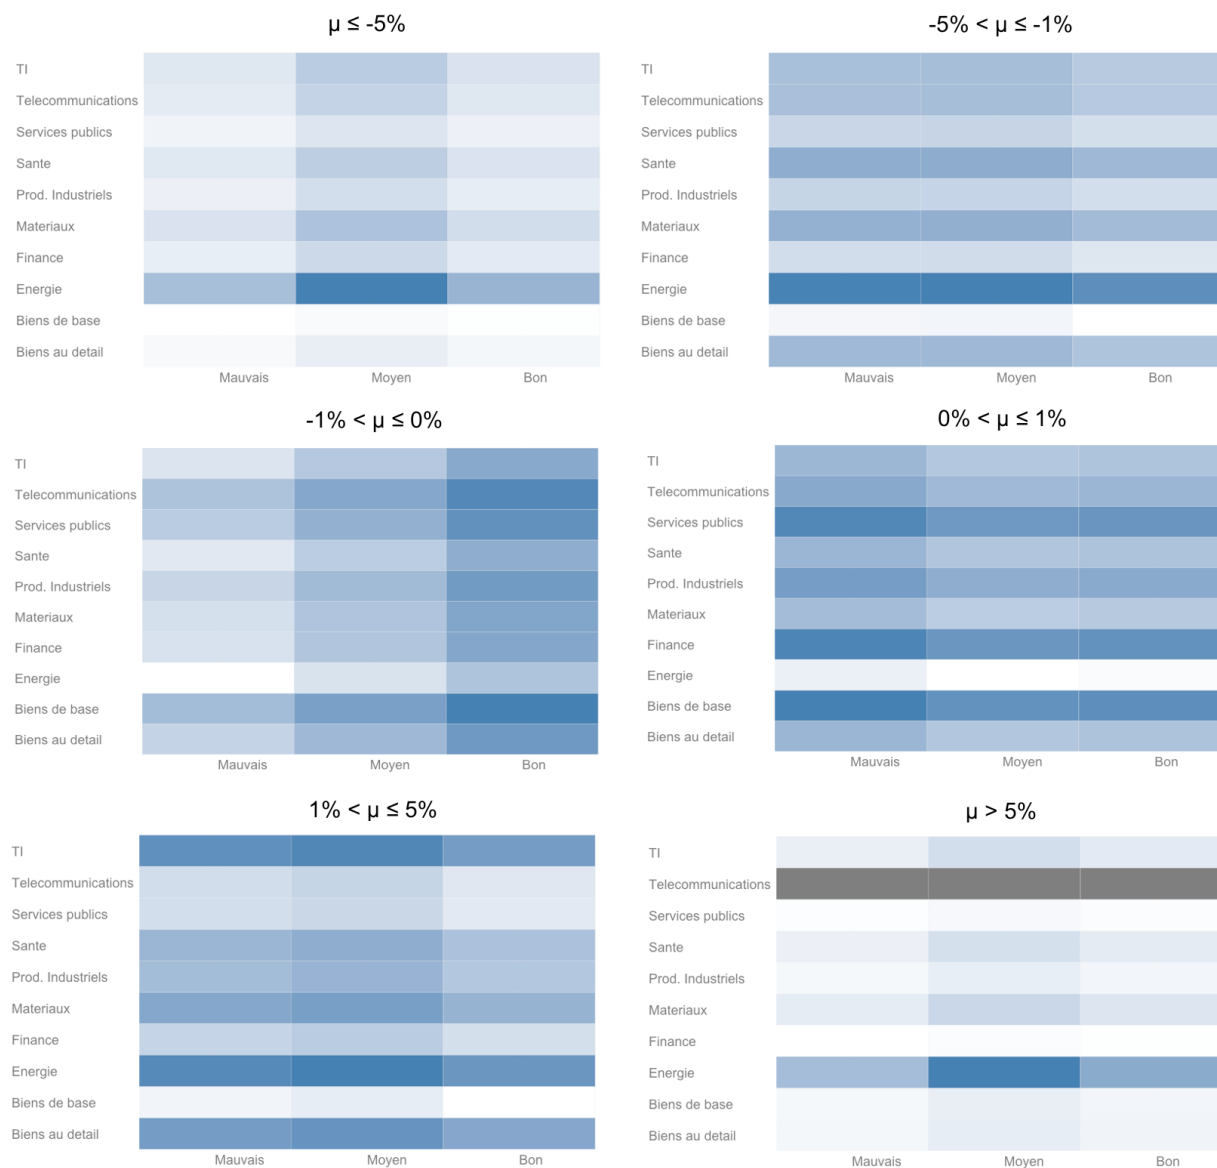 μ ≤ -5%
TI
Telecommunications
Services publics
Sante
Prod. Industriels
Materiaux
Finance
Energie
Biens de base
Biens au detail
Mauvais Moyen Bon
-5% < μ ≤ -1%
TI
Telecommunications
Services publics
Sante
Prod. Industriels
Materiaux
Finance
Energie
Biens de base
Biens au detail
Mauvais Moyen Bon
-1% < μ ≤ 0%
TI
Telecommunications
Services publics
Sante
Prod. Industriels
Materiaux
Finance
Energie
Biens de base
Biens au detail
Mauvais Moyen Bon
0% < μ ≤ 1%
TI
Telecommunications
Services publics
Sante
Prod. Industriels
Materiaux
Finance
Energie
Biens de base
Biens au detail
Mauvais Moyen Bon
1% < μ ≤ 5%
TI
Telecommunications
Services publics
Sante
Prod. Industriels
Materiaux
Finance
Energie
Biens de base
Biens au detail
Mauvais Moyen Bon
μ > 5%
TI
Telecommunications
Services publics
Sante
Prod. Industriels
Materiaux
Finance
Energie
Biens de base
Biens au detail
Mauvais Moyen Bon